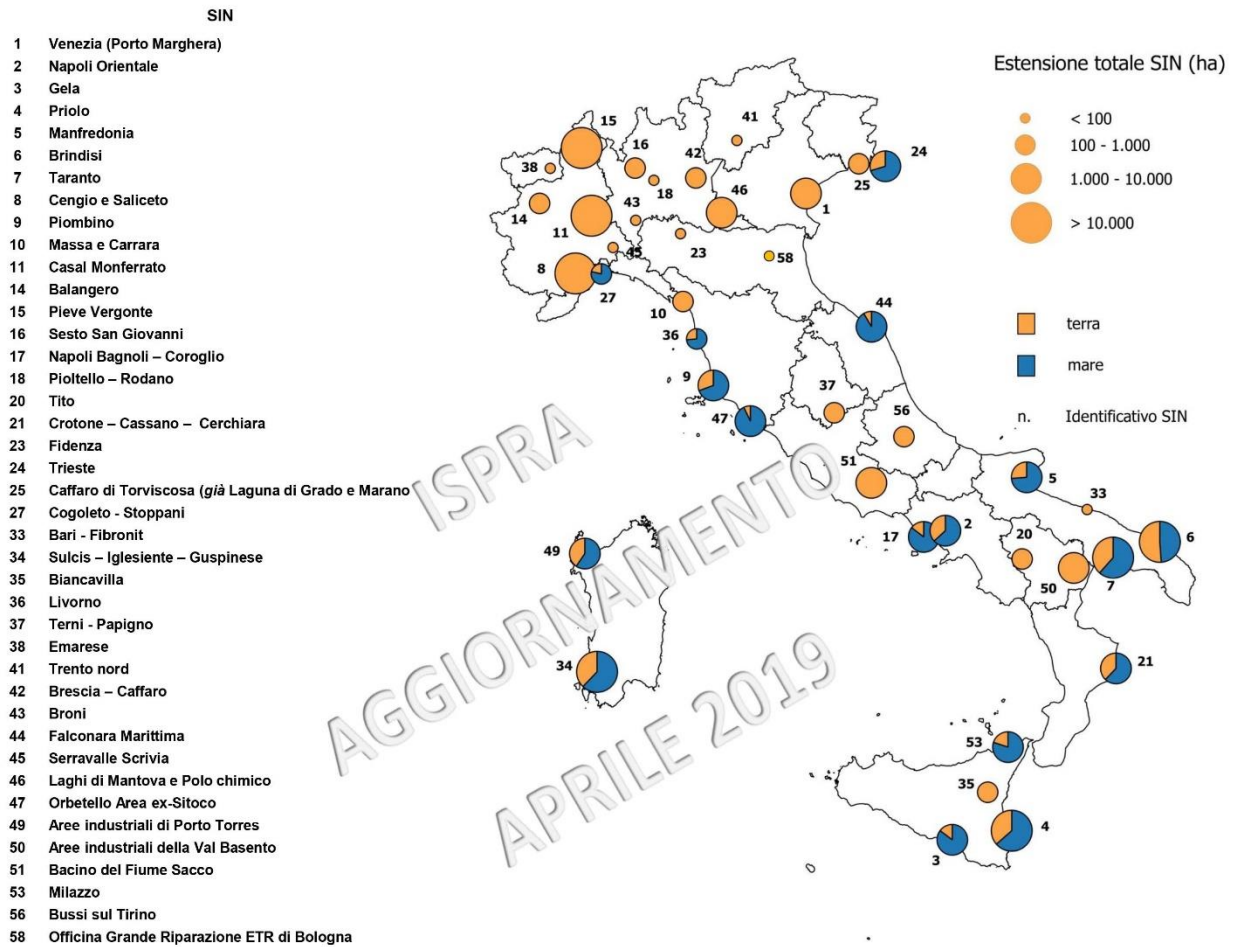 SIN
1 Venezia (Porto Marghera)
2 Napoli Orientale
3 Gela
4 Priolo
5 Manfredonia
6 Brindisi
7 Taranto
8 Cengio e Saliceto
9 Piombino
10 Massa e Carrara
11 Casal Monferrato
14 Balangero
15 Pieve Vergonte
16 Sesto San Giovanni
17 Napoli Bagnoli – Coroglio
18 Pioltello – Rodano
20 Tito
21 Crotone – Cassano – Cerchiara
23 Fidenza
24 Trieste
25 Caffaro di Torviscosa (già Laguna di Grado e Marano
27 Cogoleto - Stoppani
33 Bari - Fibronit
34 Sulcis – Iglesiente – Guspinese
35 Biancavilla
36 Livorno
37 Terni - Papigno
38 Emarese
41 Trento nord
42 Brescia – Caffaro
43 Broni
44 Falconara Marittima
45 Serravalle Scrivia
46 Laghi di Mantova e Polo chimico
47 Orbetello Area ex-Sitoco
49 Aree industriali di Porto Torres
50 Aree industriali della Val Basento
51 Bacino del Fiume Sacco
53 Milazzo
56 Bussi sul Tirino
58 Officina Grande Riparazione ETR di Bologna
Estensione totale SIN (ha)
< 100
100 - 1.000
1.000 - 10.000
> 10.000
terra
mare
n. Identificativo SIN
15
41
16
42
24
38
18
46
25
14
43
1
11
23
45
58
8
27
10
44
36
9
37
47
56
51
5
33
17
2
20
6
49
50
7
34
21
53
35
4
3
ISPRA
AGGIORNAMENTO
APRILE 2019